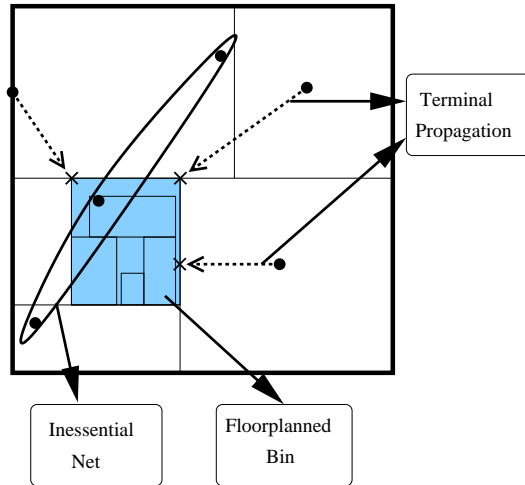 Terminal
Propagation
Inessential
Net
Floorplanned
Bin